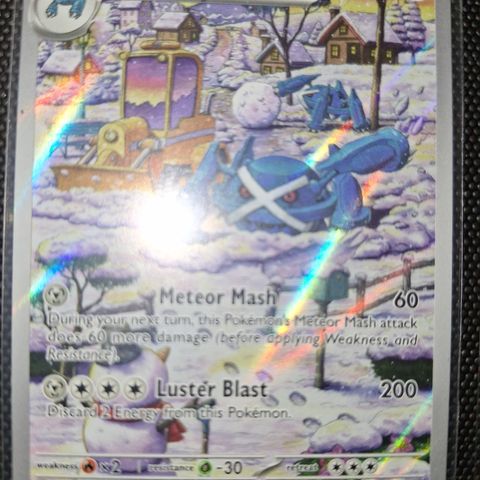 Meteor Mash 60
During your next turn, this Pokémon's Meteor Mash attack
does 60 more damage (before applying Weakness and
Resistance).
Luster Blast 200
Discard 2 Energy from this Pokémon.
weakness ×2 resistance -30 retreat